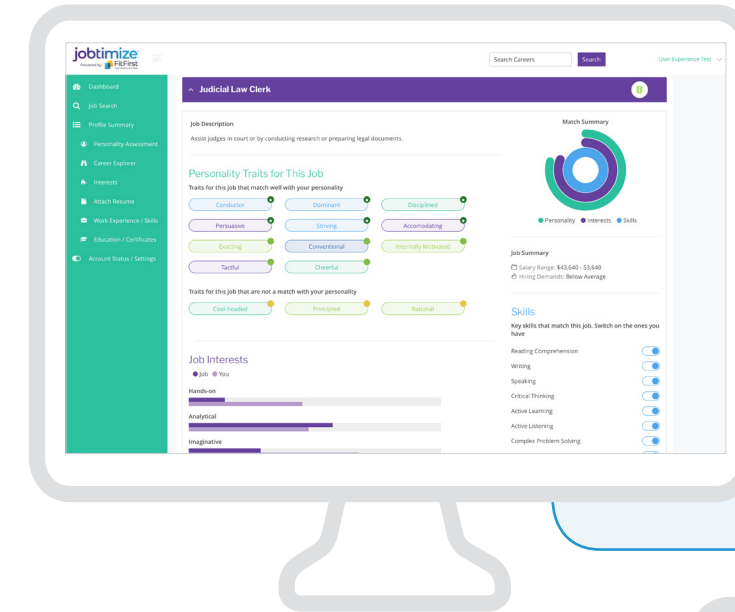 jobtimize
Powered by FitFirst
Search Careers
Search
User Experience Test
Dashboard
Job Search
Profile Summary
Personality Assessment
Career Explorer
Interests
Attach Resume
Work Experience / Skills
Education / Certificates
Account Status / Settings
Judicial Law Clerk
Job Description
Assist judges in court or by conducting research or preparing legal documents.
Personality Traits for This Job
Traits for this job that match well with your personality
Conductor
Dominant
Disciplined
Persuasive
Striving
Accomodating
Exacting
Conventional
Internally Motivated
Tactful
Cheerful
Traits for this job that are not a match with your personality
Cool-headed
Principled
Rational
Job Interests
Job You
Hands-on
Analytical
Imaginative
Match Summary
Personality Interests Skills
Job Summary
Salary Range: $43,640 - 53,640
Hiring Demands: Below Average
Skills
Key skills that match this job. Switch on the ones you
have
Reading Comprehension
Writing
Speaking
Critical Thinking
Active Learning
Active Listening
Complex Problem Solving